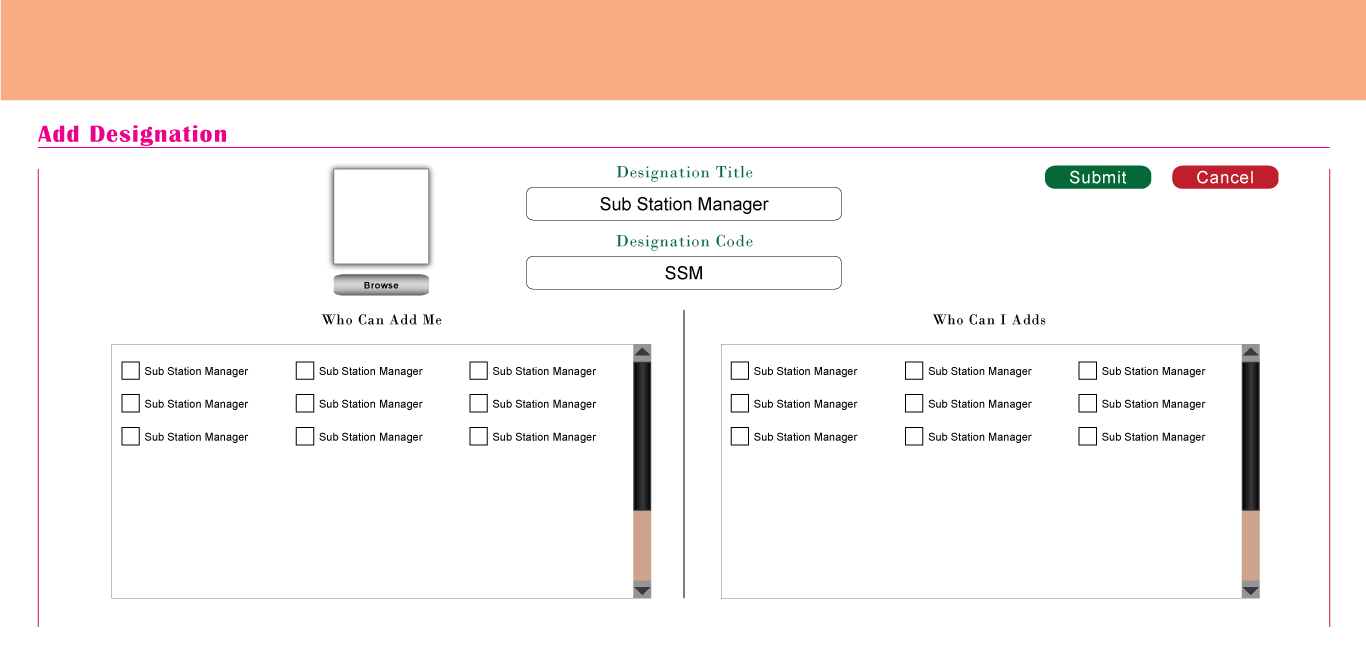 Add Designation
Designation Title
Submit Cancel
Sub Station Manager
Designation Code
SSM
Browse
Who Can Add Me
Who Can I Adds
Sub Station Manager Sub Station Manager Sub Station Manager
Sub Station Manager Sub Station Manager Sub Station Manager
Sub Station Manager Sub Station Manager Sub Station Manager
Sub Station Manager Sub Station Manager Sub Station Manager
Sub Station Manager Sub Station Manager Sub Station Manager
Sub Station Manager Sub Station Manager Sub Station Manager